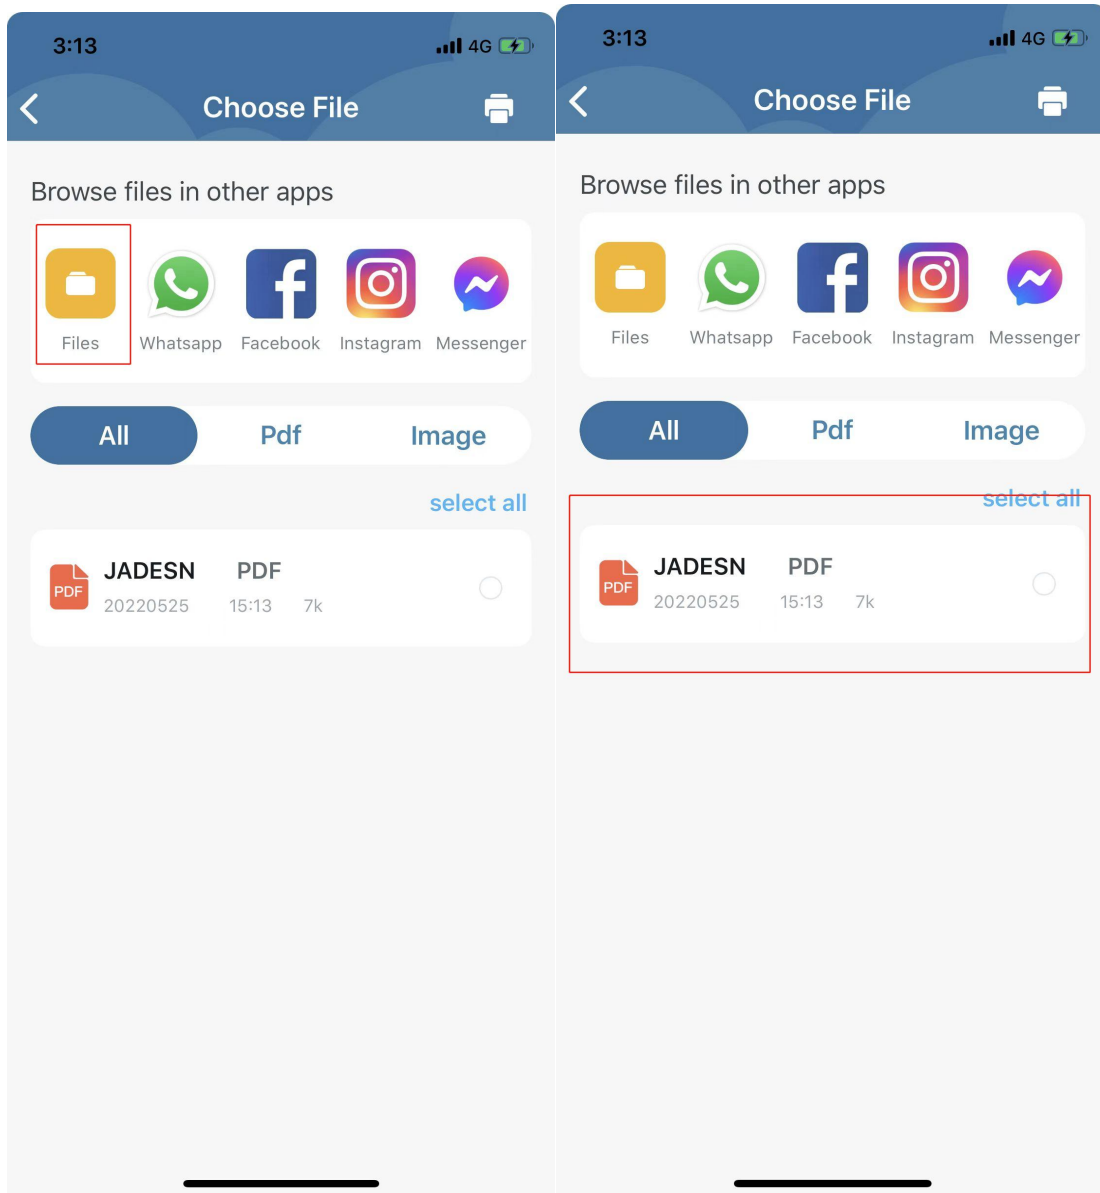 3:13
4G
Choose File
Browse files in other apps
Files Whatsapp Facebook Instagram Messenger
All Pdf Image
select all
PDF
JADESN PDF
20220525 15:13 7k
3:13
4G
Choose File
Browse files in other apps
Files Whatsapp Facebook Instagram Messenger
All Pdf Image
select all
PDF
JADESN PDF
20220525 15:13 7k